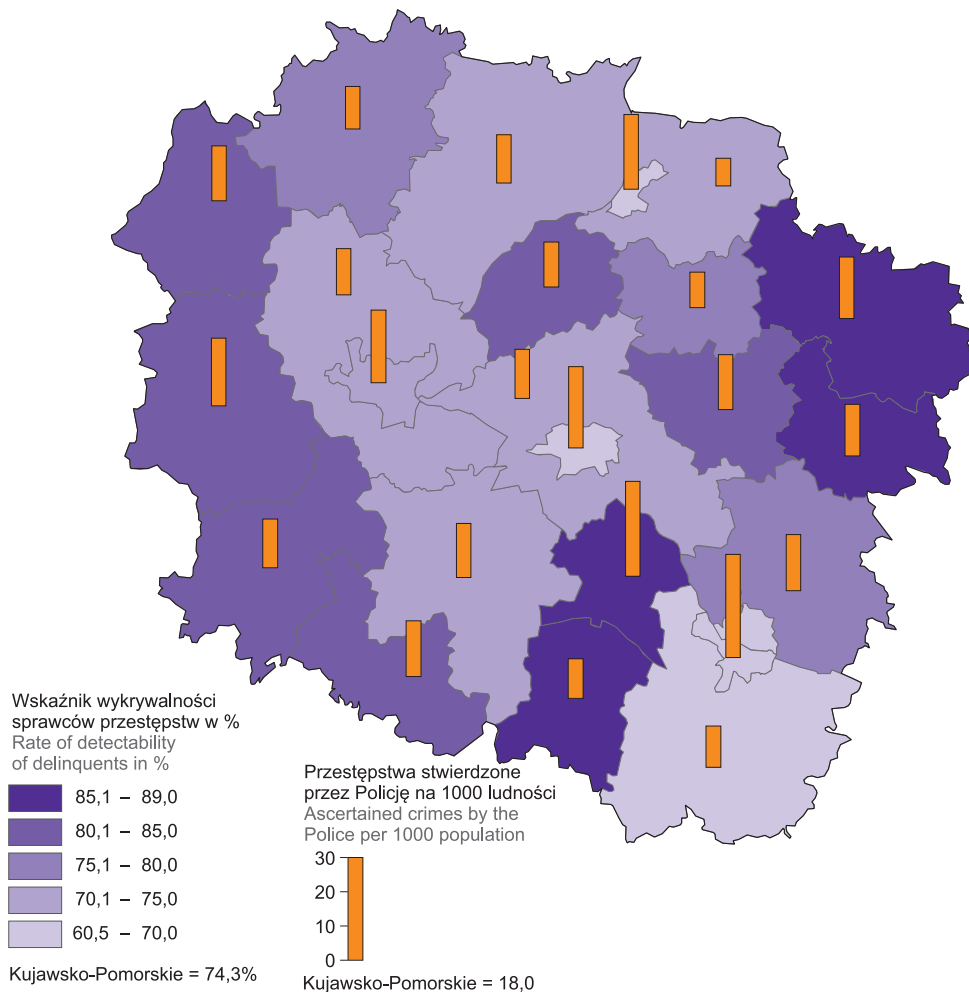 Wskaźnik wykrywalności
sprawców przestępstw w %
Rate of detectability
of delinquents in %
85,1 – 89,0
80,1 – 85,0
75,1 – 80,0
70,1 – 75,0
60,5 – 70,0
Kujawsko-Pomorskie = 74,3%
Przestępstwa stwierdzone
przez Policję na 1000 ludności
Ascertained crimes by the
Police per 1000 population
30
20
10
0
Kujawsko-Pomorskie = 18,0